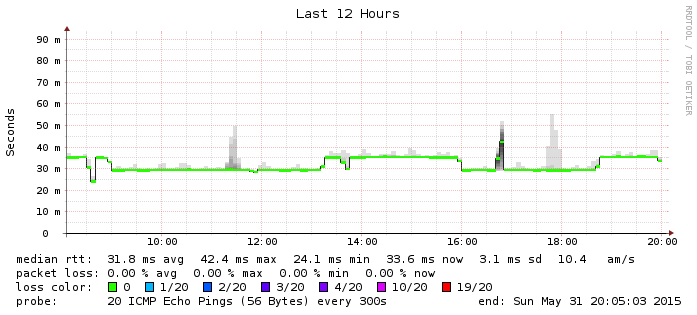 Last 12 Hours
RRDTOOL / TOBI OETIKER
Seconds
90 m
80 m
70 m
60 m
50 m
40 m
30 m
20 m
10 m
0
10:00 12:00 14:00 16:00 18:00 20:00
median rtt: 31.8 ms avg 42.4 ms max 24.1 ms min 33.6 ms now 3.1 ms sd 10.4 am/s
packet loss: 0.00 % avg 0.00 % max 0.00 % min 0.00 % now
loss color: 0 1/20 2/20 3/20 4/20 10/20 19/20
probe: 20 ICMP Echo Pings (56 Bytes) every 300s end: Sun May 31 20:05:03 2015